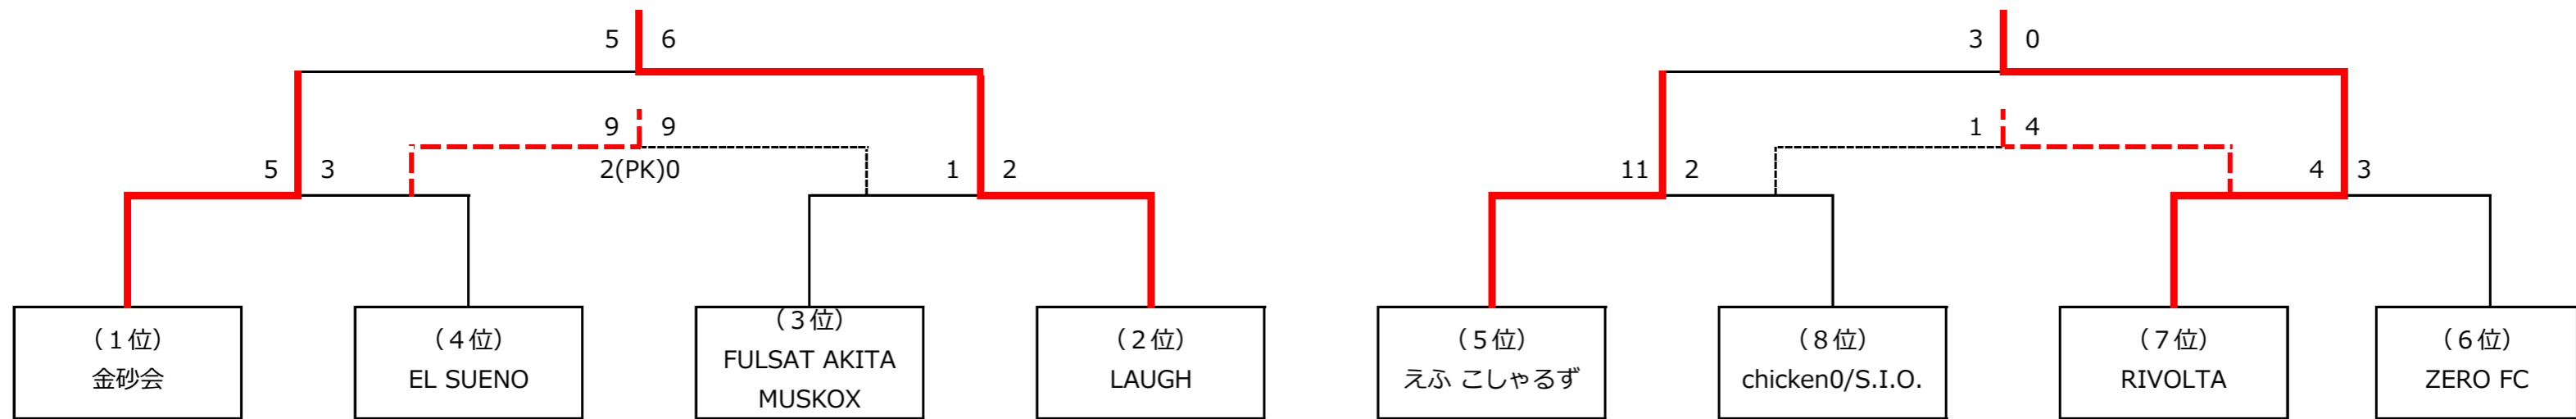 5 6
3 0
9 9
1 4
5 3
2(PK)0
1 2
11 2
4 3
（1位）
金砂会
（4位）
EL SUENO
（3位）
FULSAT AKITA
MUSKOX
（2位）
LAUGH
（5位）
えふ こしゃるず
（8位）
chicken0/S.I.O.
（7位）
RIVOLTA
（6位）
ZERO FC